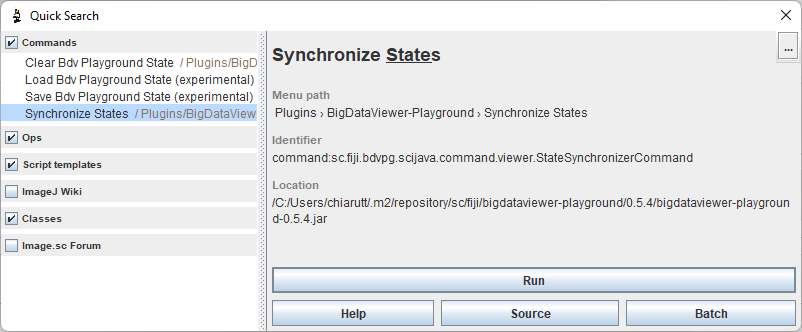 Quick Search
Commands
Clear Bdv Playground State / Plugins/BigD
Load Bdv Playground State (experimental)
Save Bdv Playground State (experimental)
Synchronize States / Plugins/BigDataView
Ops
Script templates
ImageJ Wiki
Classes
Image.sc Forum
Synchronize States
...
Menu path
Plugins › BigDataViewer-Playground › Synchronize States
Identifier
command:sc.fiji.bdvpg.scijava.command.viewer.StateSynchronizerCommand
Location
/C:/Users/chiarutt/.m2/repository/sc/fiji/bigdataviewer-playground/0.5.4/bigdataviewer-playgroun
d-0.5.4.jar
Run
Help
Source
Batch